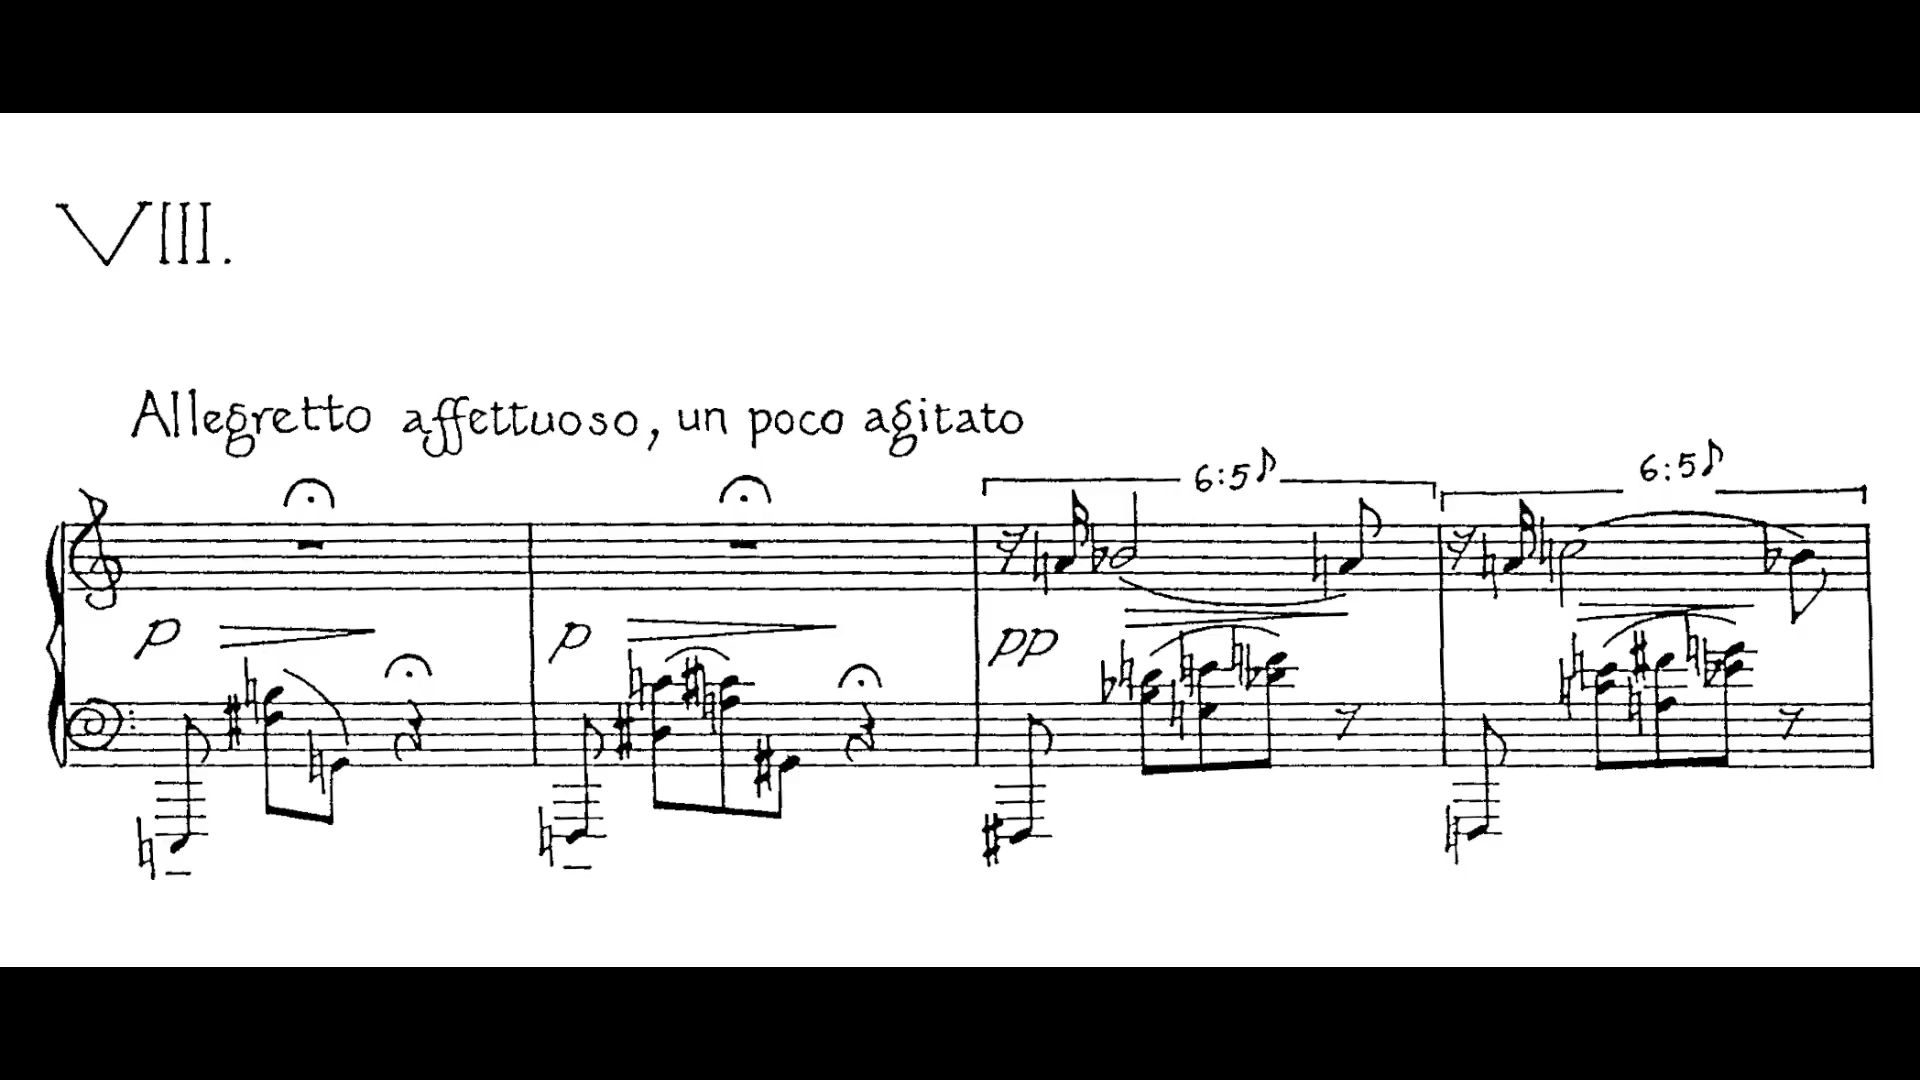 VIII.
Allegretto affettuoso, un poco agitato
6:5♪ 6:5♪
p p pp